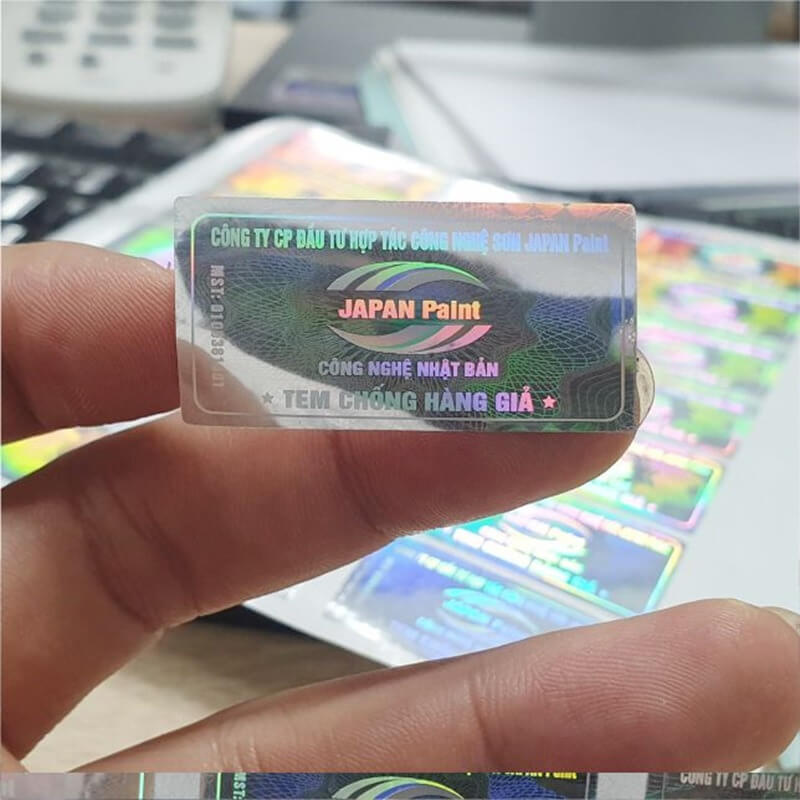 CÔNG TY CP ĐẦU TƯ HỢP TÁC CÔNG NGHỆ SƠN JAPAN Paint
MST:
JAPAN Paint
CÔNG NGHỆ NHẬT BẢN
★ TEM CHỐNG HÀNG GIẢ ★
CÔNG TY CP ĐẦU TƯ